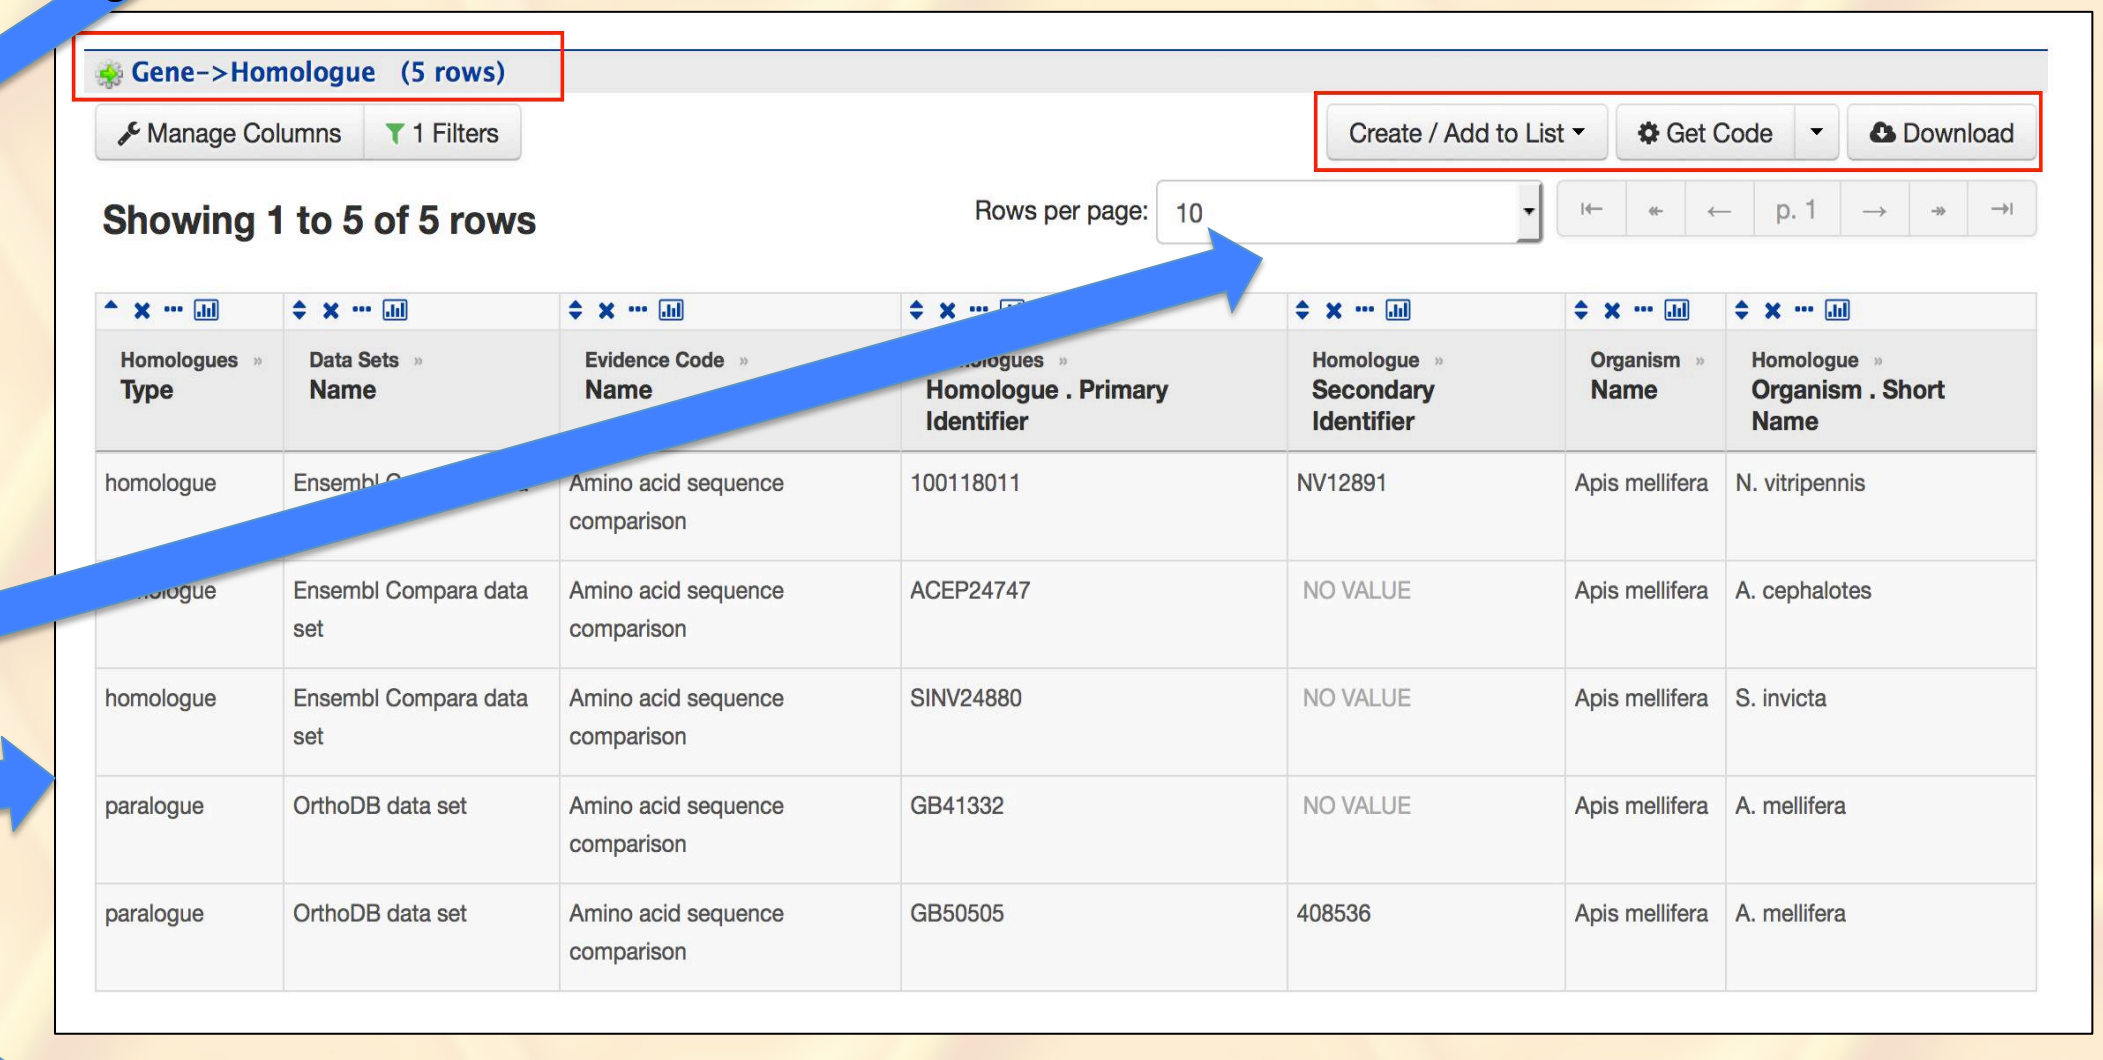 Gene->Homologue (5 rows)
Manage Columns 1 Filters Create / Add to List Get Code Download
Showing 1 to 5 of 5 rows Rows per page: 10 p. 1
Homologues » Data Sets » Evidence Code » » Homologue » Organism » Homologue »
Type Name Name Homologue . Primary Secondary Name Organism . Short
Identifier Identifier Name
homologue Ensembl Amino acid sequence 100118011 NV12891 Apis mellifera N. vitripennis
comparison
Ensembl Compara data Amino acid sequence ACEP24747 NO VALUE Apis mellifera A. cephalotes
set comparison
homologue Ensembl Compara data Amino acid sequence SINV24880 NO VALUE Apis mellifera S. invicta
set comparison
paralogue OrthoDB data set Amino acid sequence GB41332 NO VALUE Apis mellifera A. mellifera
comparison
paralogue OrthoDB data set Amino acid sequence GB50505 408536 Apis mellifera A. mellifera
comparison